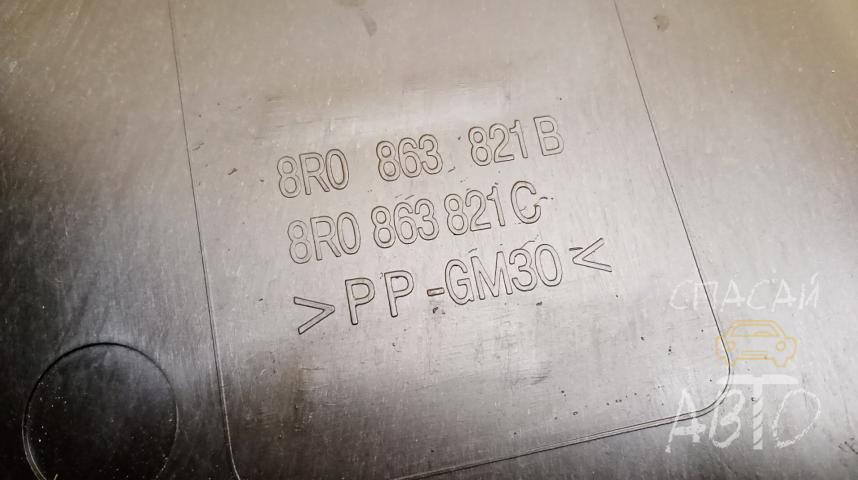 8R0 863 821 B
8R0 863 821 C
>PP-GM30<
СПАСАЙ
АВТО